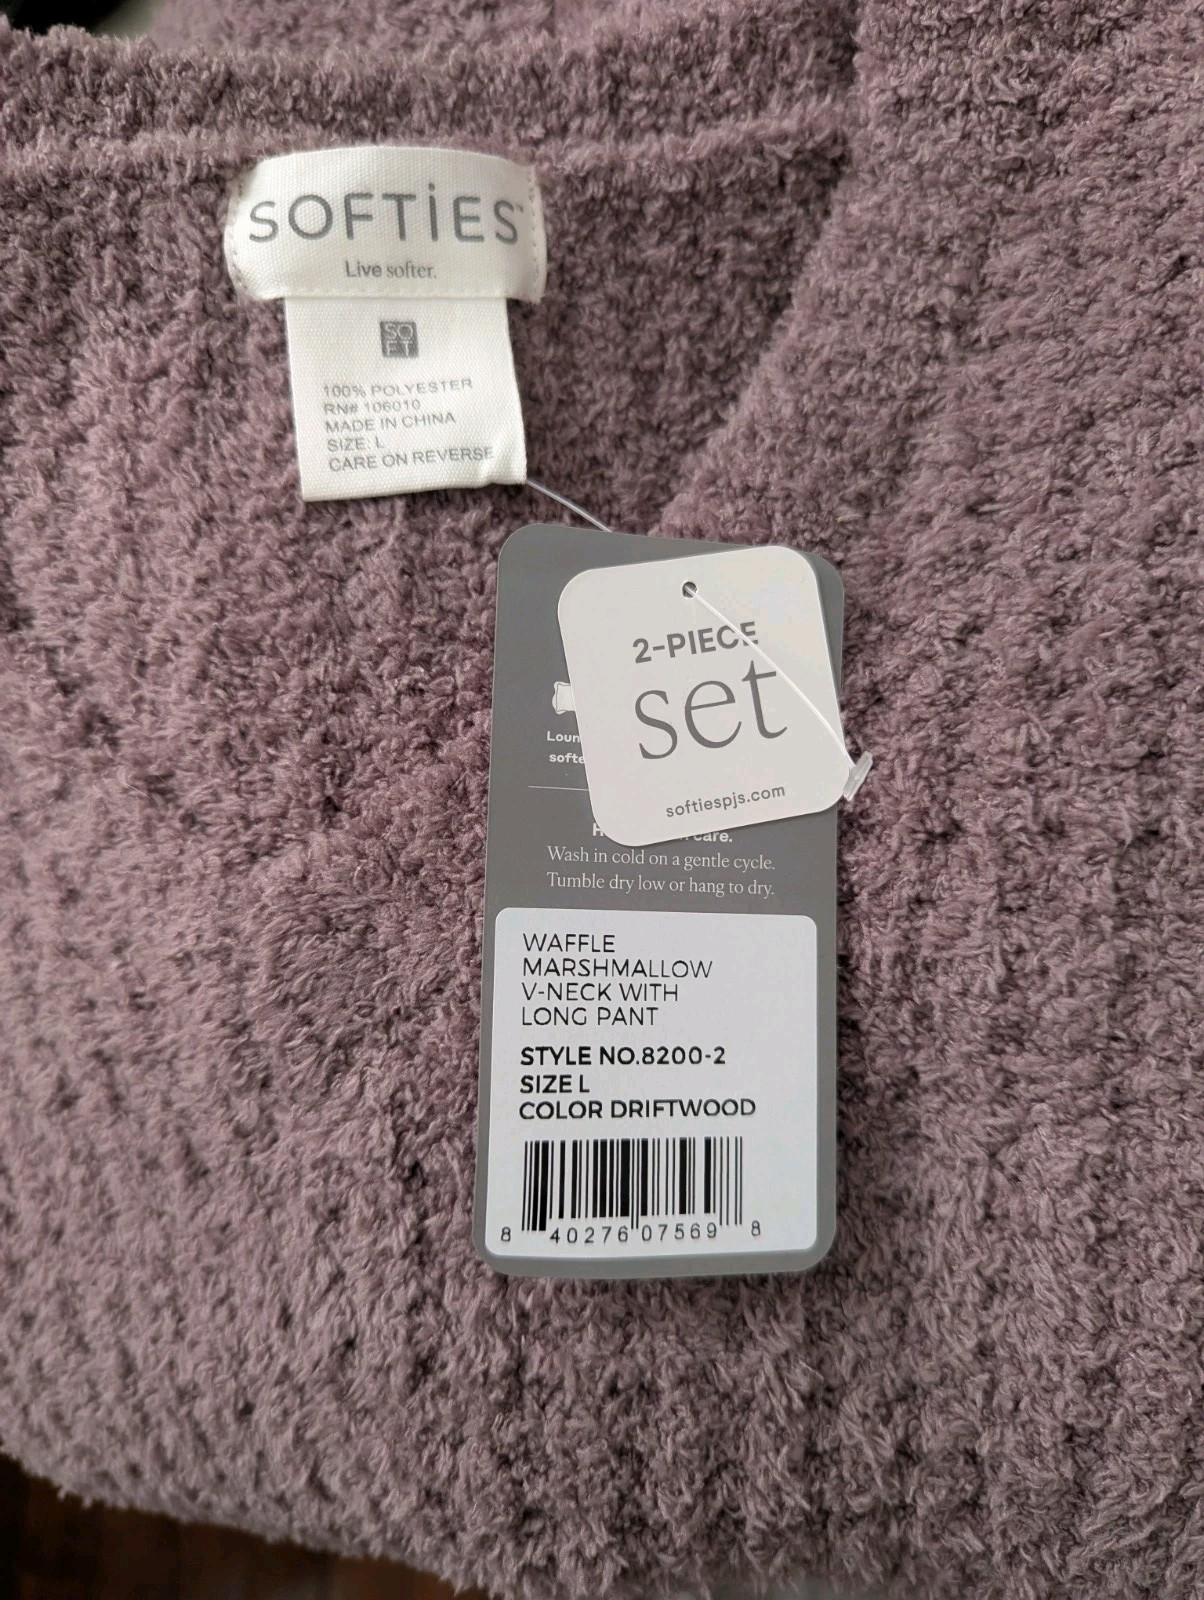 SOFTiES™
Live softer.
SO
FT
100% POLYESTER
RN# 106010
MADE IN CHINA
SIZE: L
CARE ON REVERSE
2-PIECE
set
softiespjs.com
care.
Wash in cold on a gentle cycle.
Tumble dry low or hang to dry.
WAFFLE
MARSHMALLOW
V-NECK WITH
LONG PANT
STYLE NO.8200-2
SIZE L
COLOR DRIFTWOOD
8 40276 07569 8